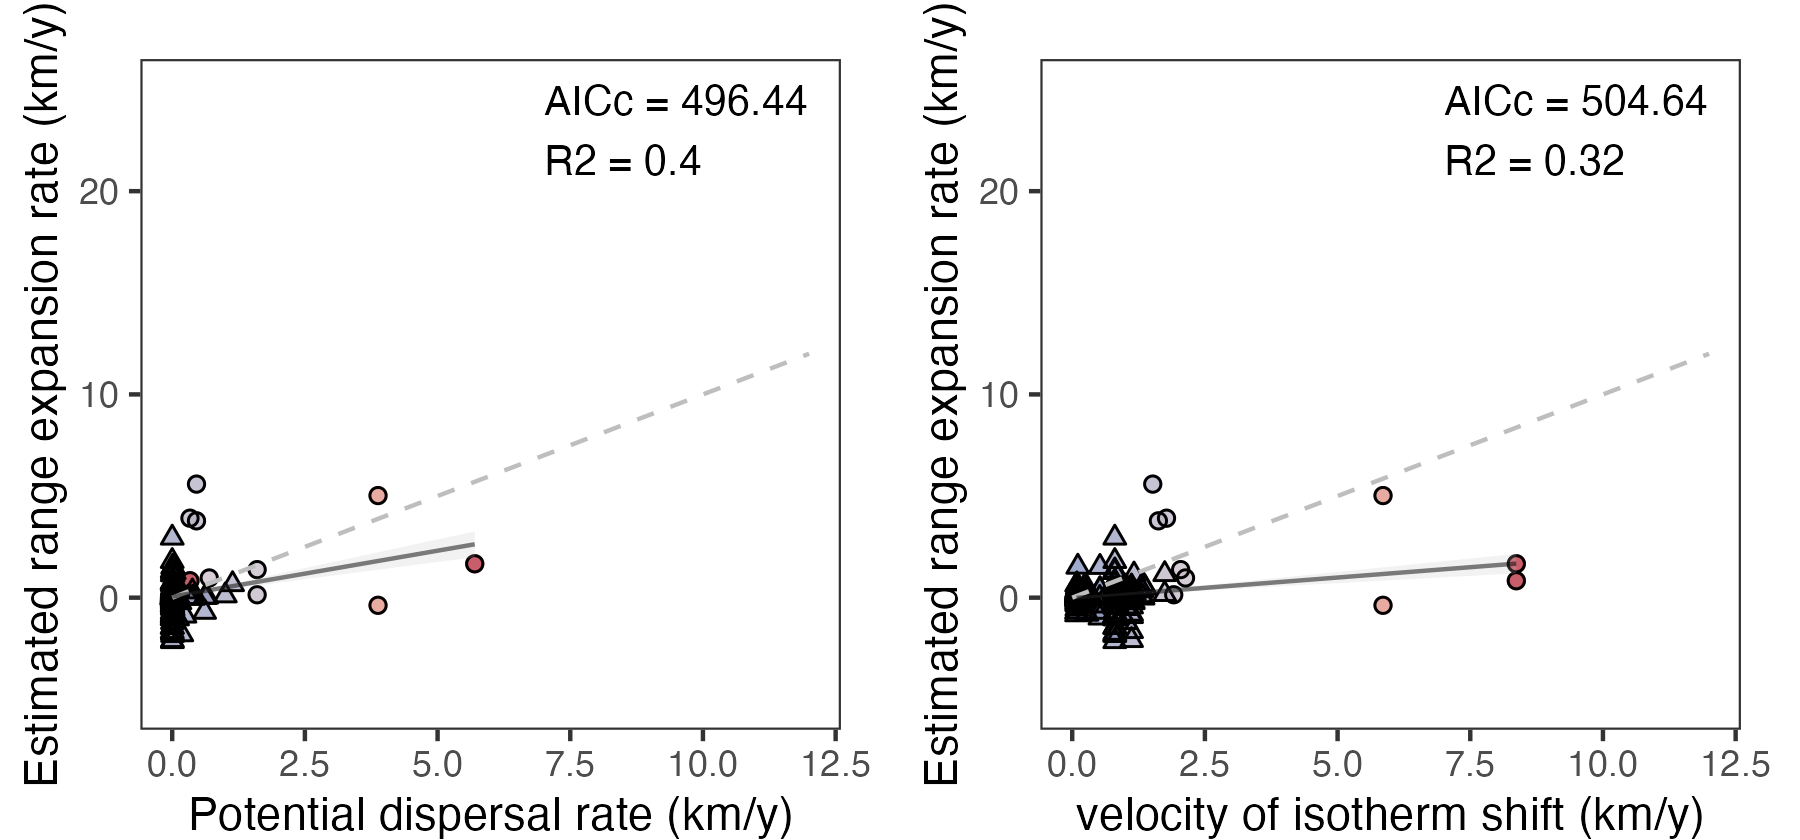 Estimated range expansion rate (km/y)
AICc = 496.44
R2 = 0.4
20
10
0
0.0 2.5 5.0 7.5 10.0 12.5
Potential dispersal rate (km/y)
Estimated range expansion rate (km/y)
AICc = 504.64
R2 = 0.32
20
10
0
0.0 2.5 5.0 7.5 10.0 12.5
velocity of isotherm shift (km/y)